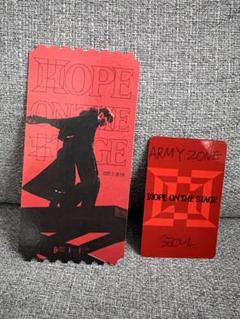 HOPE
ON THE
STAGE
ARMY ZONE
HOPE ON THE STAGE
SEOUL